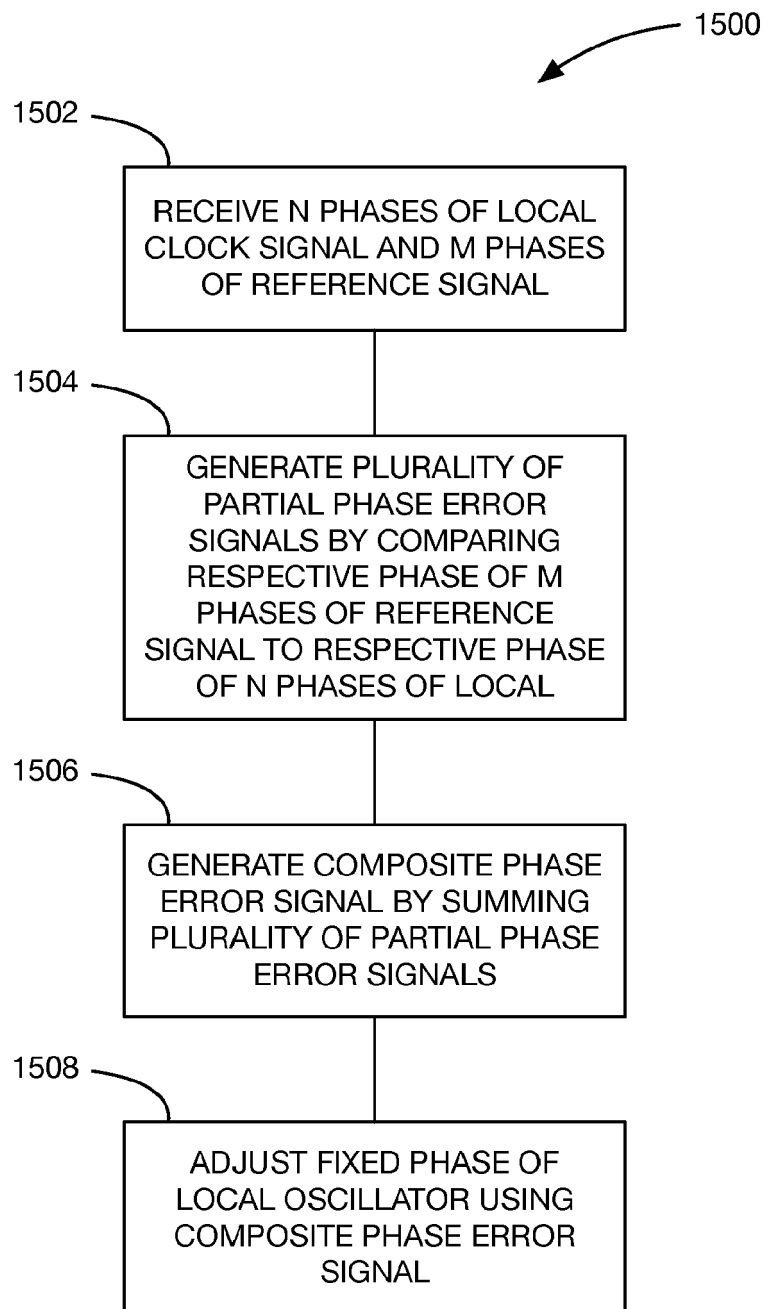 1500
1502
RECEIVE N PHASES OF LOCAL
CLOCK SIGNAL AND M PHASES
OF REFERENCE SIGNAL
1504
GENERATE PLURALITY OF
PARTIAL PHASE ERROR
SIGNALS BY COMPARING
RESPECTIVE PHASE OF M
PHASES OF REFERENCE
SIGNAL TO RESPECTIVE PHASE
OF N PHASES OF LOCAL
1506
GENERATE COMPOSITE PHASE
ERROR SIGNAL BY SUMMING
PLURALITY OF PARTIAL PHASE
ERROR SIGNALS
1508
ADJUST FIXED PHASE OF
LOCAL OSCILLATOR USING
COMPOSITE PHASE ERROR
SIGNAL